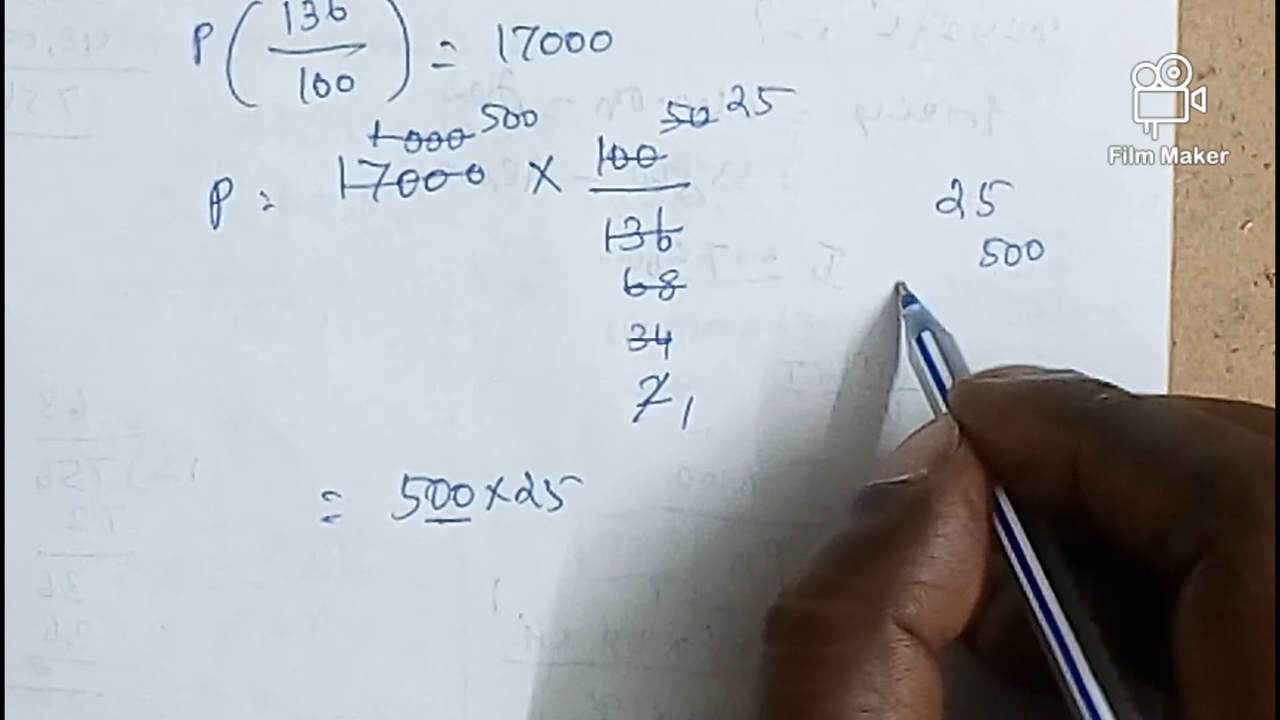 P(136/100) = 17000
1000 500 50 25
P = 17000 × 100/136
68
34
2 1
= 500 × 25
25
500
Film Maker